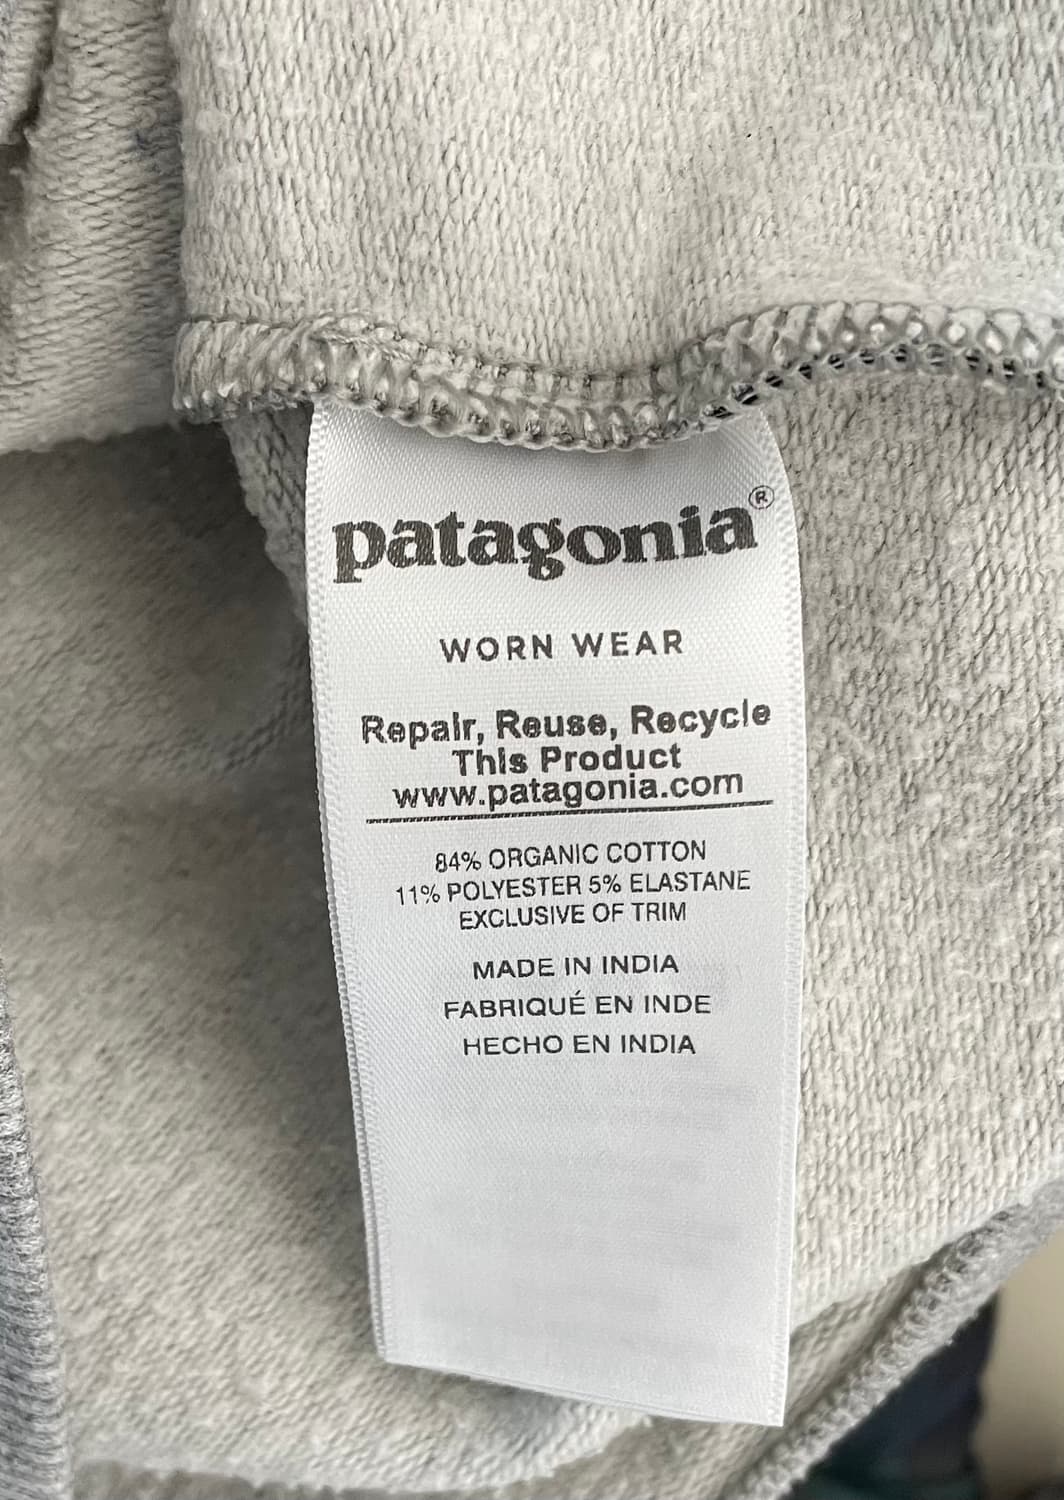 patagonia®
WORN WEAR
Repair, Reuse, Recycle
This Product
www.patagonia.com
84% ORGANIC COTTON
11% POLYESTER 5% ELASTANE
EXCLUSIVE OF TRIM
MADE IN INDIA
FABRIQUÉ EN INDE
HECHO EN INDIA